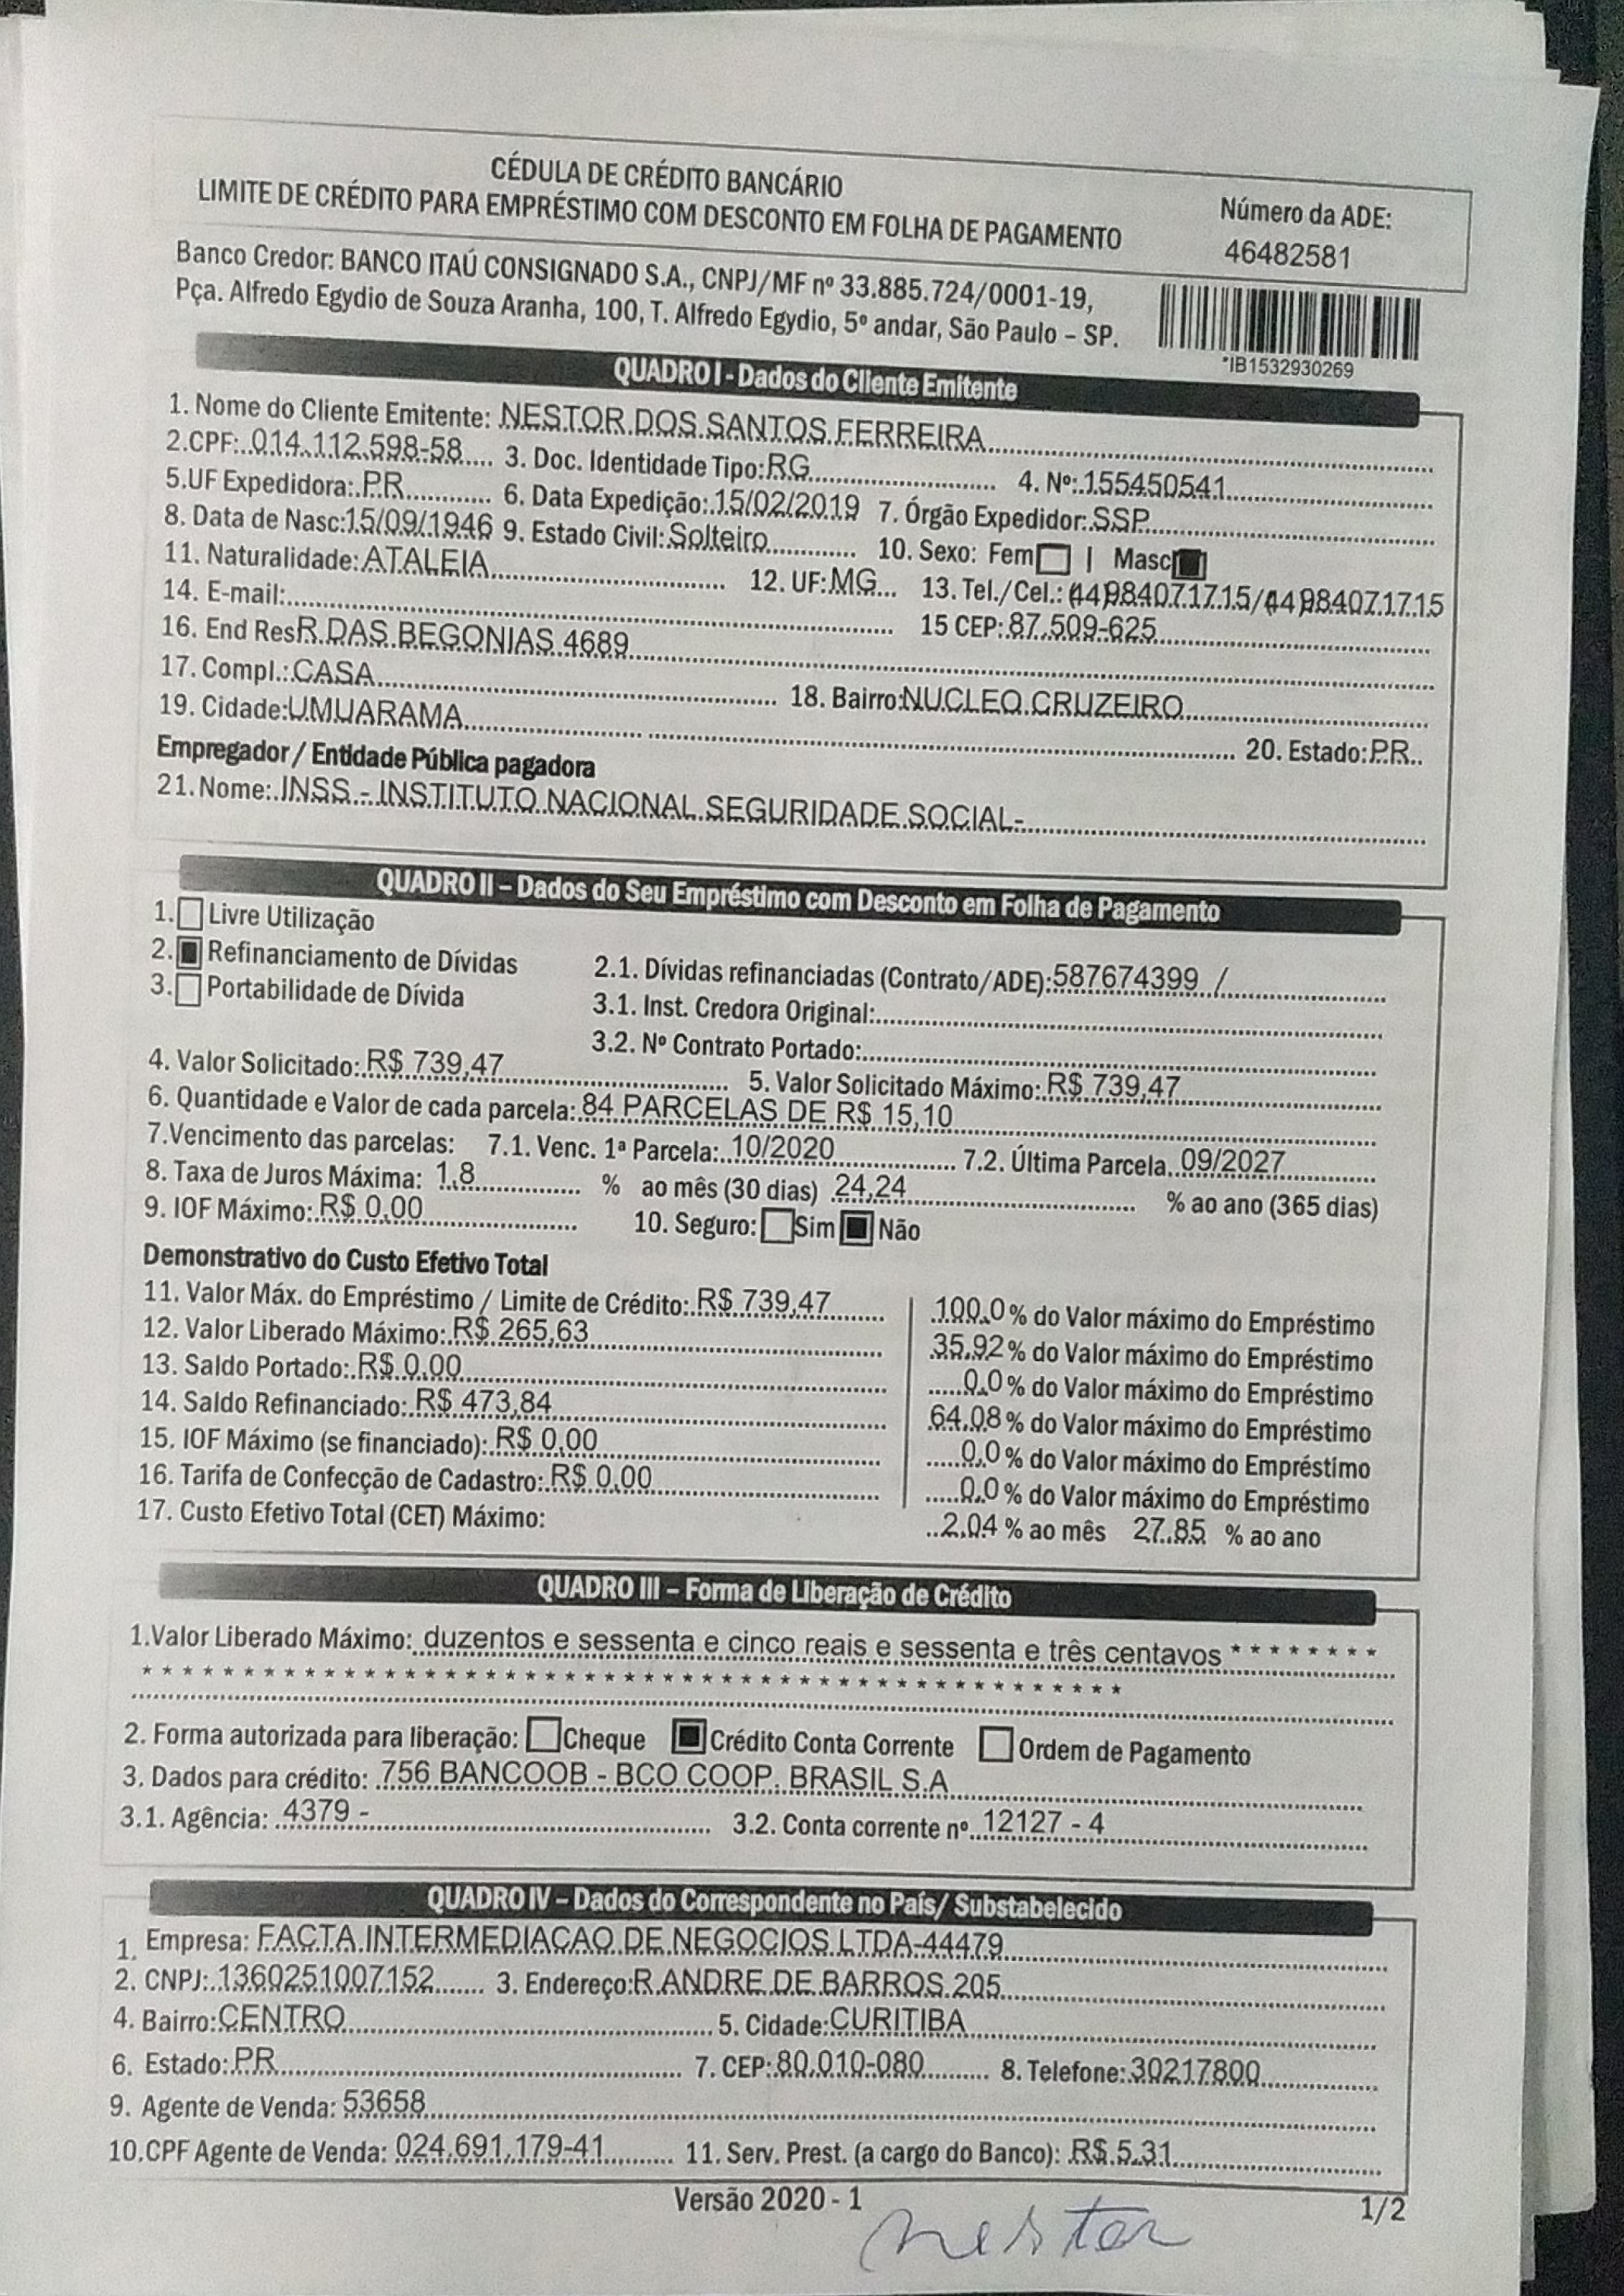 CÉDULA DE CRÉDITO BANCÁRIO
LIMITE DE CRÉDITO PARA EMPRÉSTIMO COM DESCONTO EM FOLHA DE PAGAMENTO
Número da ADE:
46482581
Banco Credor: BANCO ITAÚ CONSIGNADO S.A., CNPJ/MF nº 33.885.724/0001-19,
Pça. Alfredo Egydio de Souza Aranha, 100, T. Alfredo Egydio, 5º andar, São Paulo – SP.
*IB1532930269
QUADRO I - Dados do Cliente Emitente
1. Nome do Cliente Emitente: NESTOR DOS SANTOS FERREIRA
2.CPF: 014.112.598-58 3. Doc. Identidade Tipo: RG 4. Nº: 155450541
5.UF Expedidora: PR 6. Data Expedição: 15/02/2019 7. Órgão Expedidor: SSP
8. Data de Nasc: 15/09/1946 9. Estado Civil: Solteiro 10. Sexo: Fem | Masc
11. Naturalidade: ATALEIA 12. UF: MG 13. Tel./Cel.: (44)984071715/(44)984071715
14. E-mail: 15 CEP: 87.509-625
16. End Res R DAS BEGONIAS 4689
17. Compl.: CASA 18. Bairro: NUCLEO CRUZEIRO
19. Cidade: UMUARAMA 20. Estado: PR
Empregador / Entidade Pública pagadora
21. Nome: INSS - INSTITUTO NACIONAL SEGURIDADE SOCIAL-
QUADRO II – Dados do Seu Empréstimo com Desconto em Folha de Pagamento
1. Livre Utilização
2. Refinanciamento de Dívidas 2.1. Dívidas refinanciadas (Contrato/ADE): 587674399 /
3. Portabilidade de Dívida 3.1. Inst. Credora Original:
3.2. Nº Contrato Portado:
4. Valor Solicitado: R$ 739,47 5. Valor Solicitado Máximo: R$ 739,47
6. Quantidade e Valor de cada parcela: 84 PARCELAS DE R$ 15,10
7.Vencimento das parcelas: 7.1. Venc. 1ª Parcela: 10/2020 7.2. Última Parcela 09/2027
8. Taxa de Juros Máxima: 1,8 % ao mês (30 dias) 24,24 % ao ano (365 dias)
9. IOF Máximo: R$ 0,00 10. Seguro: Sim Não
Demonstrativo do Custo Efetivo Total
11. Valor Máx. do Empréstimo / Limite de Crédito: R$ 739,47 100,0 % do Valor máximo do Empréstimo
12. Valor Liberado Máximo: R$ 265,63 35,92 % do Valor máximo do Empréstimo
13. Saldo Portado: R$ 0,00 0,0 % do Valor máximo do Empréstimo
14. Saldo Refinanciado: R$ 473,84 64,08 % do Valor máximo do Empréstimo
15. IOF Máximo (se financiado): R$ 0,00 0,0 % do Valor máximo do Empréstimo
16. Tarifa de Confecção de Cadastro: R$ 0,00 0,0 % do Valor máximo do Empréstimo
17. Custo Efetivo Total (CET) Máximo: 2,04 % ao mês 27,85 % ao ano
QUADRO III – Forma de Liberação de Crédito
1.Valor Liberado Máximo: duzentos e sessenta e cinco reais e sessenta e três centavos * * * * * * * *
* * * * * * * * * * * * * * * * * * * * * * * * * * * * * * * * * * * * * * * * * * * * * * * * *
2. Forma autorizada para liberação: Cheque Crédito Conta Corrente Ordem de Pagamento
3. Dados para crédito: 756 BANCOOB - BCO COOP. BRASIL S.A
3.1. Agência: 4379 - 3.2. Conta corrente nº 12127 - 4
QUADRO IV – Dados do Correspondente no País/ Substabelecido
1. Empresa: FACTA INTERMEDIACAO DE NEGOCIOS LTDA-44479
2. CNPJ: 1360251007152 3. Endereço: R ANDRE DE BARROS 205
4. Bairro: CENTRO 5. Cidade: CURITIBA
6. Estado: PR 7. CEP: 80.010-080 8. Telefone: 30217800
9. Agente de Venda: 53658
10.CPF Agente de Venda: 024.691.179-41 11. Serv. Prest. (a cargo do Banco): R$ 5,31
Versão 2020 - 1
1/2
nestor